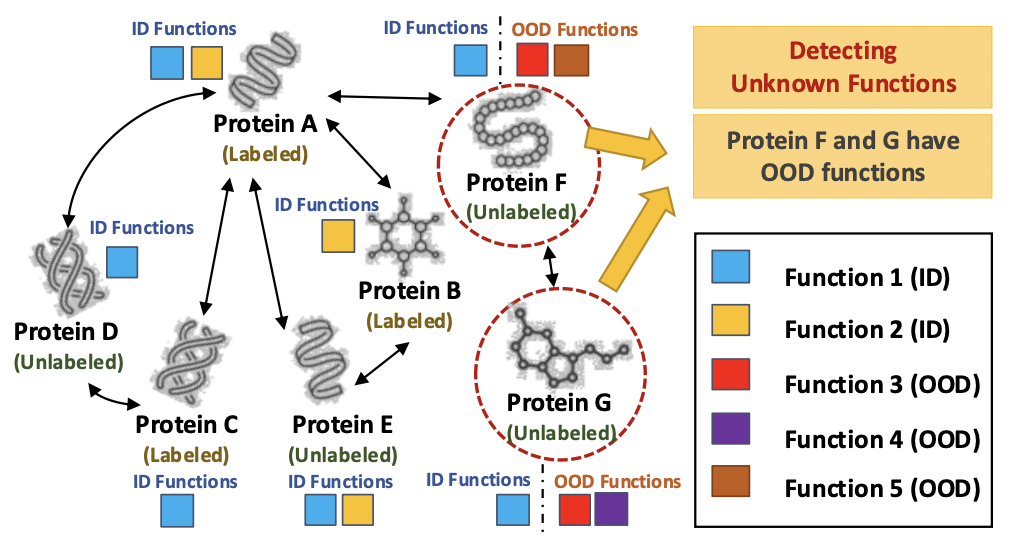 ID Functions
Protein A
(Labeled)
ID Functions
OOD Functions
Protein F
(Unlabeled)
Detecting
Unknown Functions
Protein F and G have
OOD functions
ID Functions
Protein D
(Unlabeled)
ID Functions
Protein B
(Labeled)
Protein C
(Labeled)
ID Functions
Protein E
(Unlabeled)
ID Functions
Protein G
(Unlabeled)
ID Functions
OOD Functions
Function 1 (ID)
Function 2 (ID)
Function 3 (OOD)
Function 4 (OOD)
Function 5 (OOD)